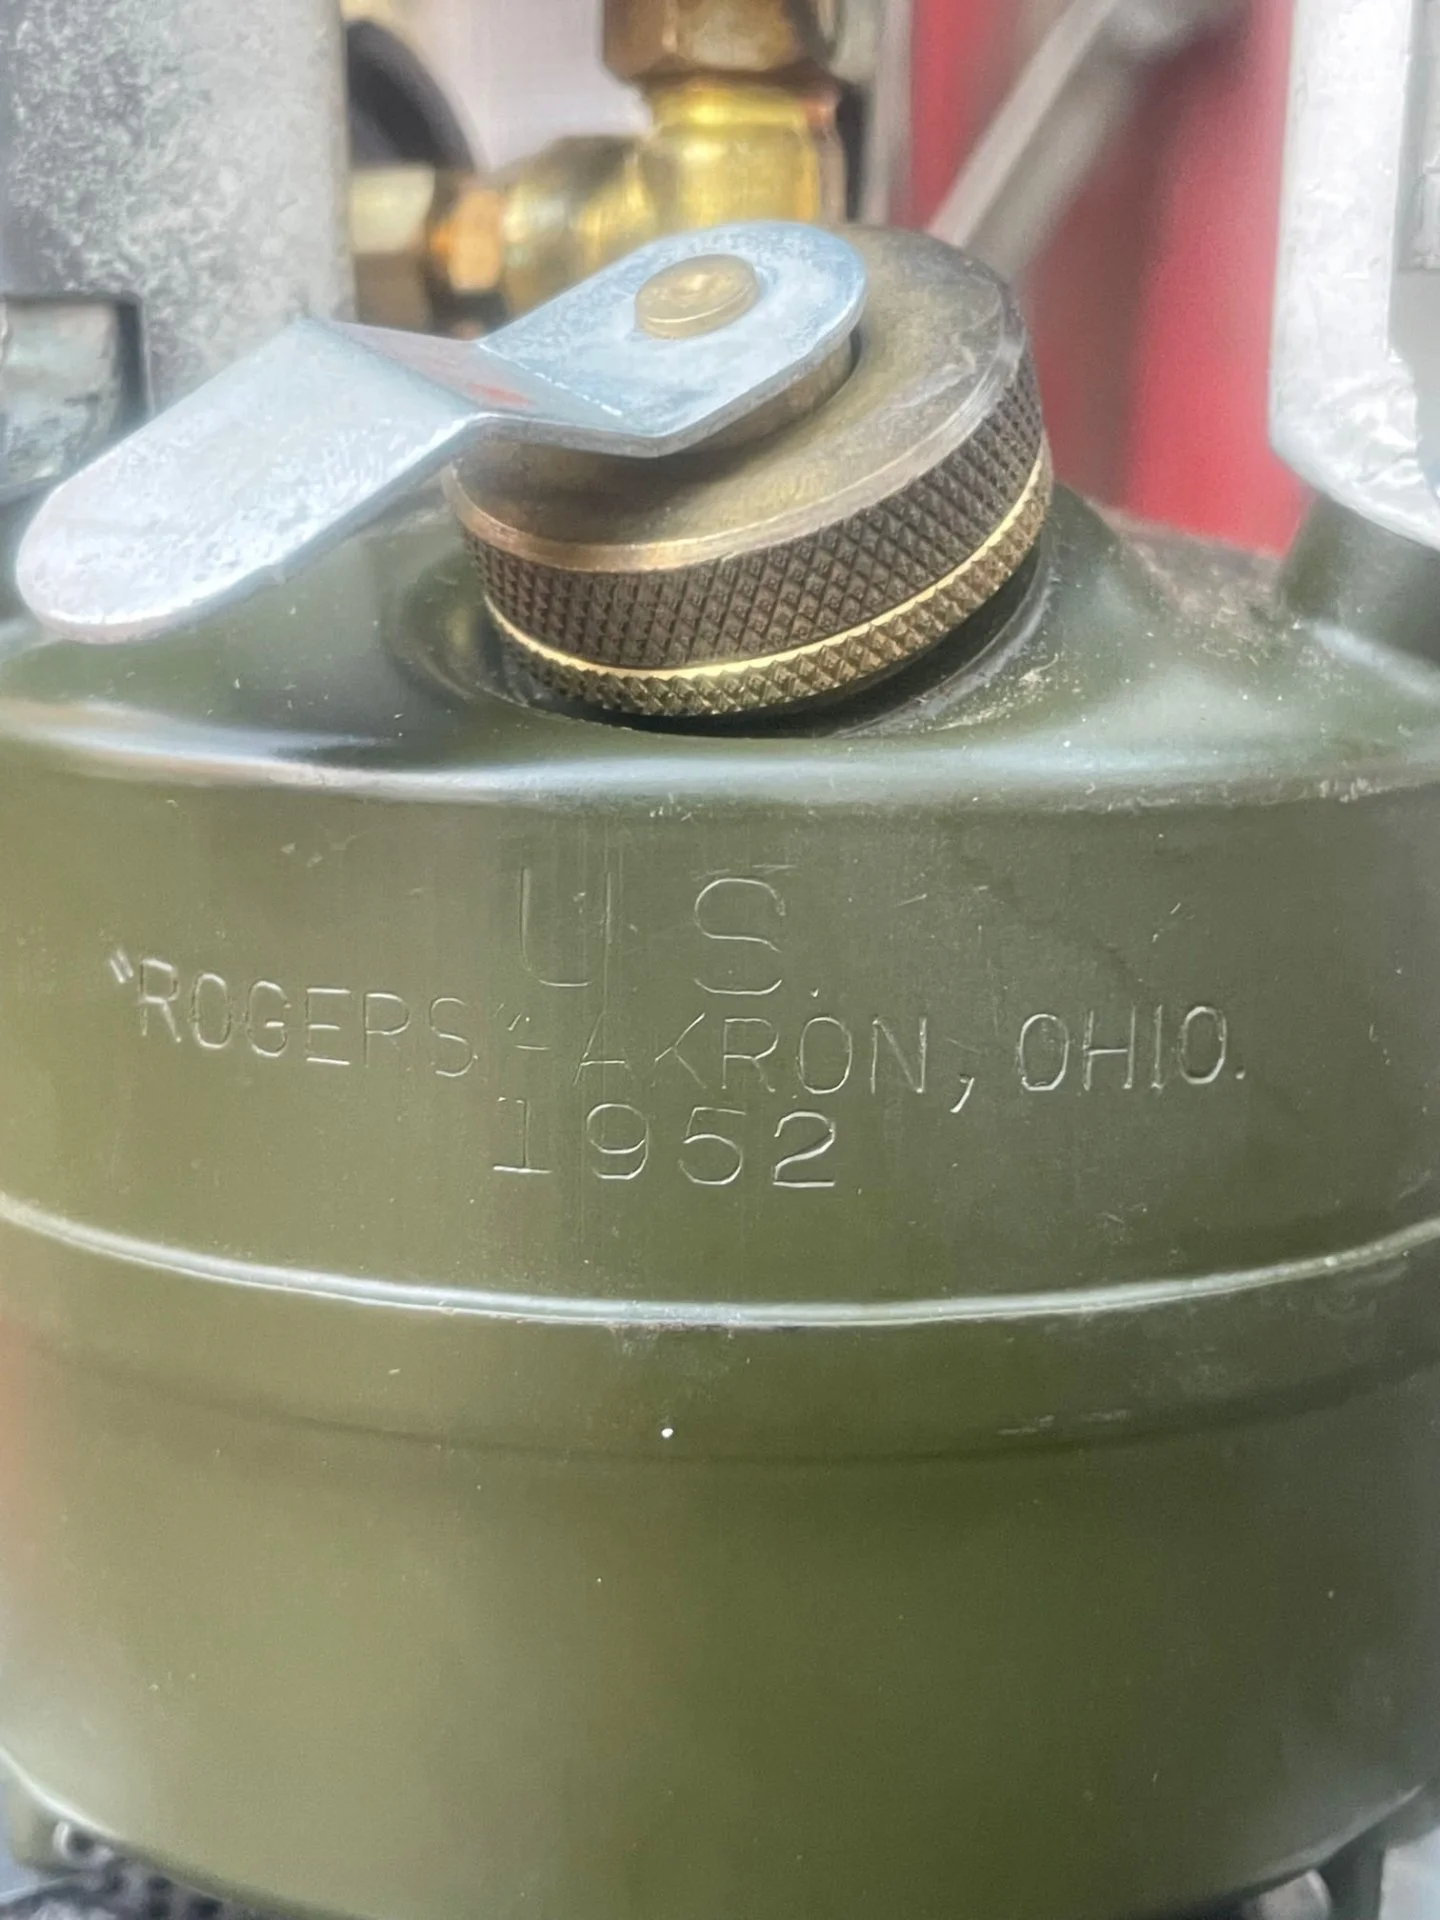 U.S.
"ROGERS"-AKRON, OHIO.
1952